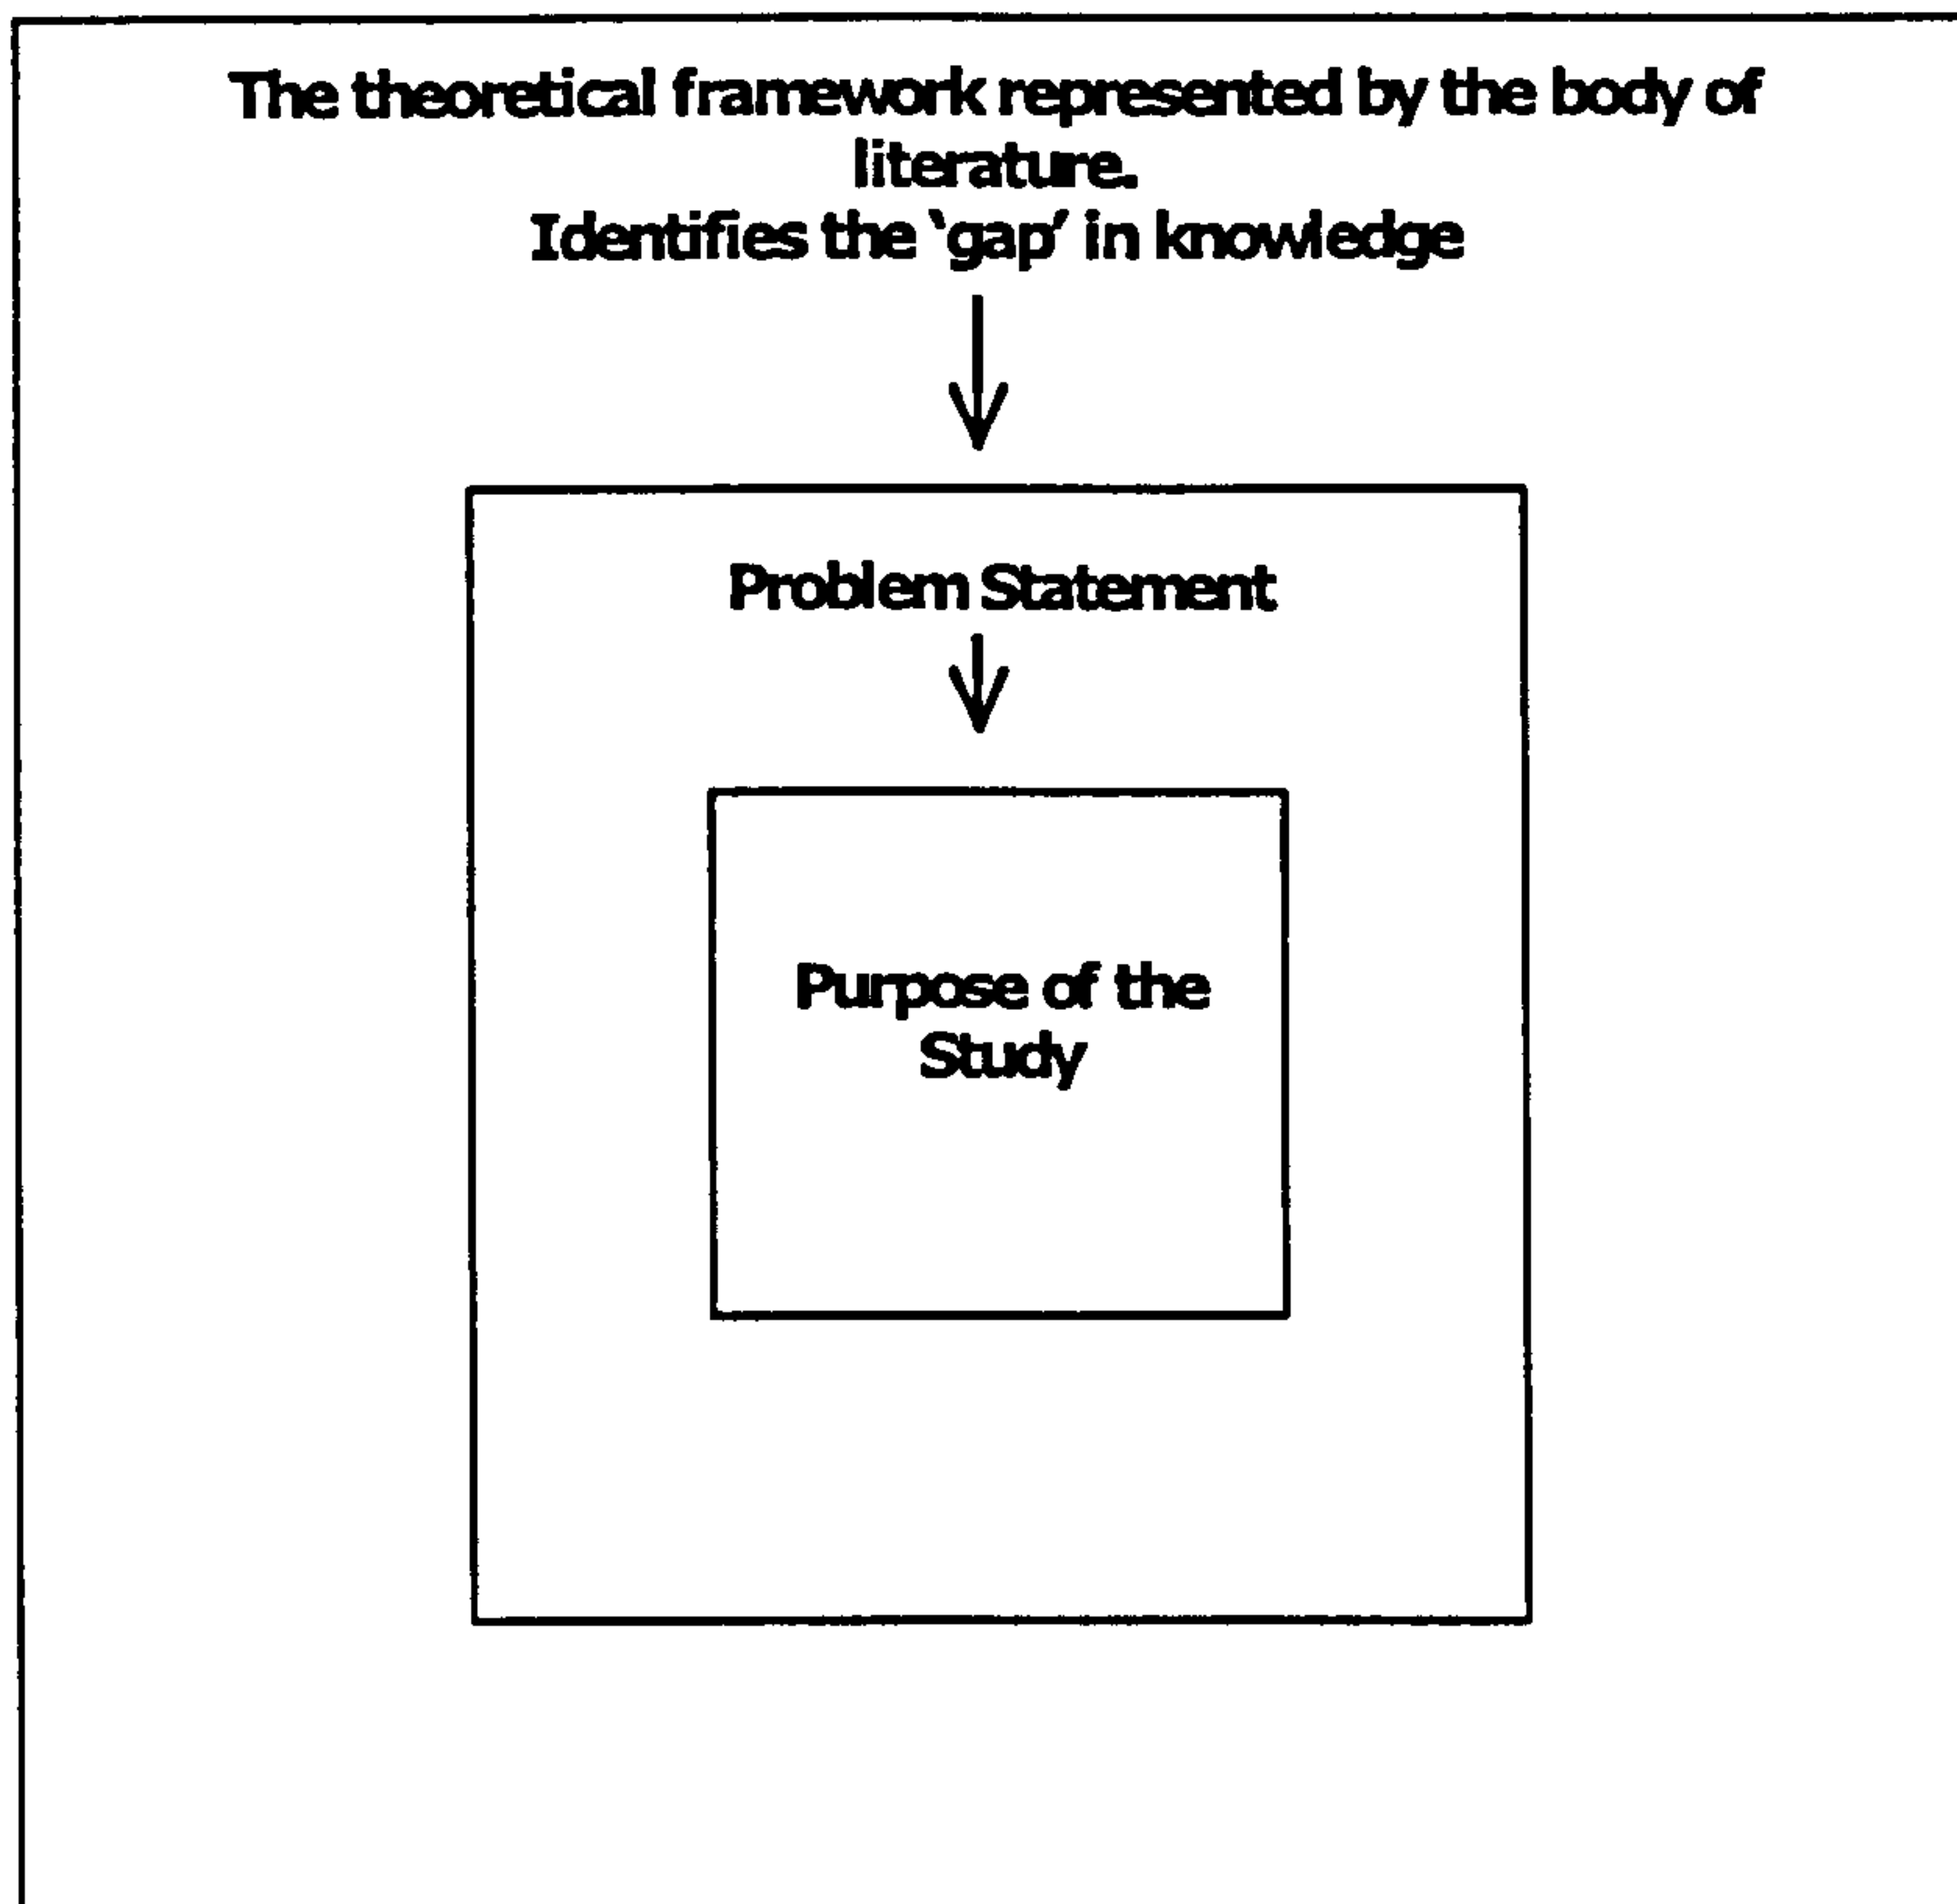 The theoretical framework represented by the body of
literature.
Identifies the ‘gap’ in knowledge
Problem Statement
Purpose of the
Study